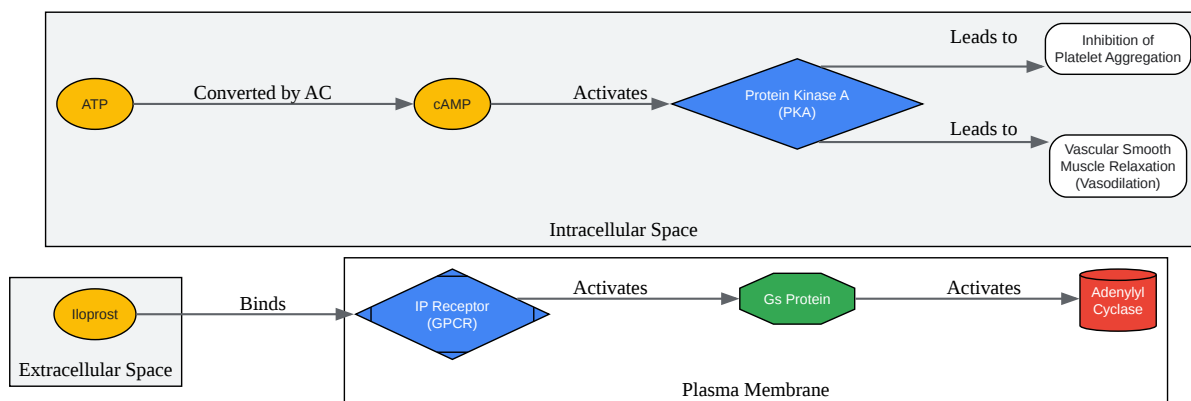 Leads to
Inhibition of
Platelet Aggregation
ATP
Converted by AC
cAMP
Activates
Protein Kinase A
(PKA)
Leads to
Vascular Smooth
Muscle Relaxation
(Vasodilation)
Intracellular Space
Iloprost
Binds
IP Receptor
(GPCR)
Activates
Gs Protein
Activates
Adenylyl
Cyclase
Extracellular Space
Plasma Membrane